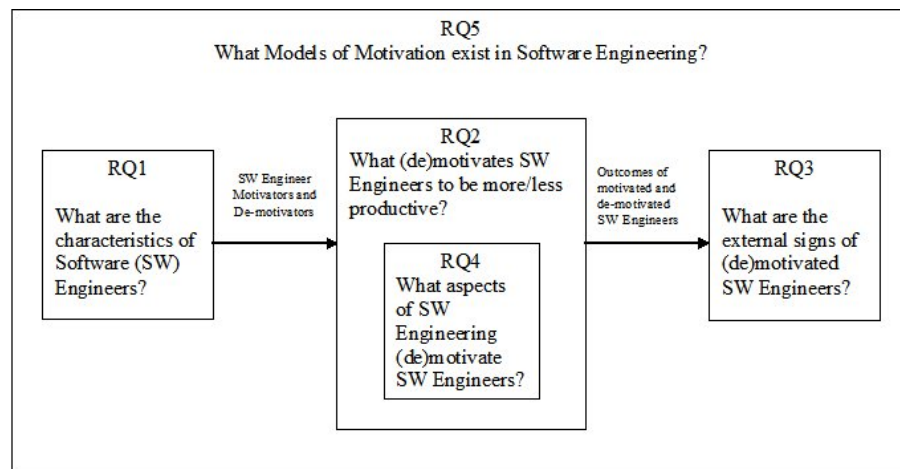 RQ5
What Models of Motivation exist in Software Engineering?
RQ1
What are the
characteristics of
Software (SW)
Engineers?
SW Engineer
Motivators and
De-motivators
RQ2
What (de)motivates SW
Engineers to be more/less
productive?
RQ4
What aspects
of SW
Engineering
(de)motivate
SW Engineers?
Outcomes of
motivated and
de-motivated
SW Engineers
RQ3
What are the
external signs of
(de)motivated
SW Engineers?